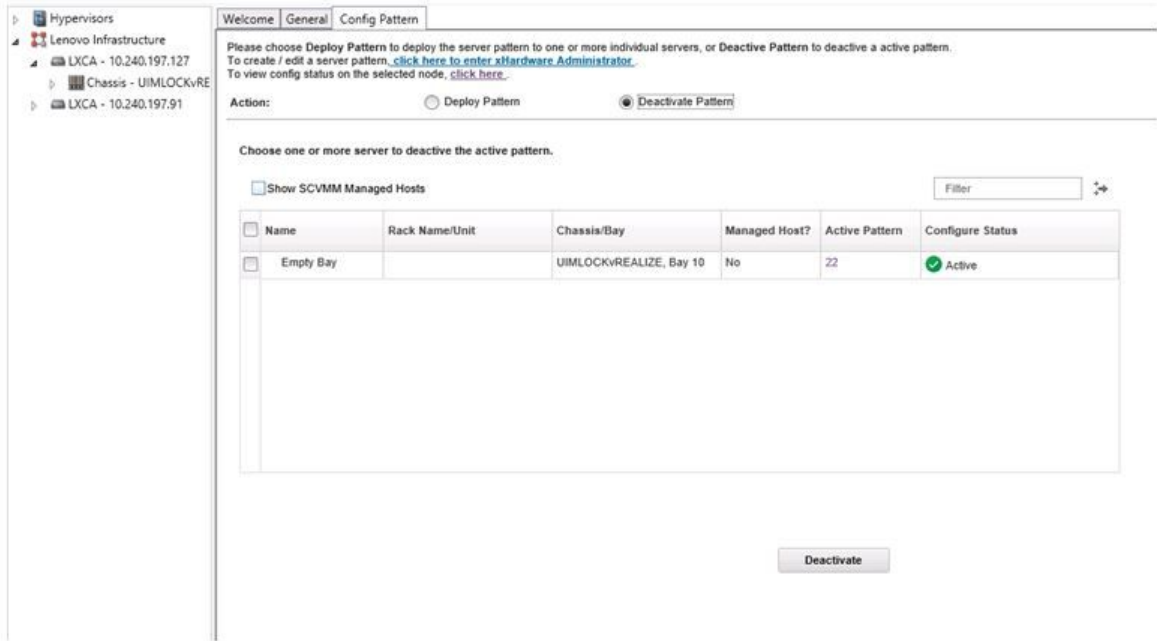 Hypervisors
Lenovo Infrastructure
LXCA - 10.240.197.127
Chassis - UIMLOCKvRE
LXCA - 10.240.197.91
Welcome General Config Pattern
Please choose Deploy Pattern to deploy the server pattern to one or more individual servers, or Deactive Pattern to deactive a active pattern.
To create / edit a server pattern, click here to enter xHardware Administrator .
To view config status on the selected node, click here .
Action: Deploy Pattern Deactivate Pattern
Choose one or more server to deactive the active pattern.
Show SCVMM Managed Hosts Filter
Name Rack Name/Unit Chassis/Bay Managed Host? Active Pattern Configure Status
Empty Bay UIMLOCKvREALIZE, Bay 10 No 22 Active
Deactivate